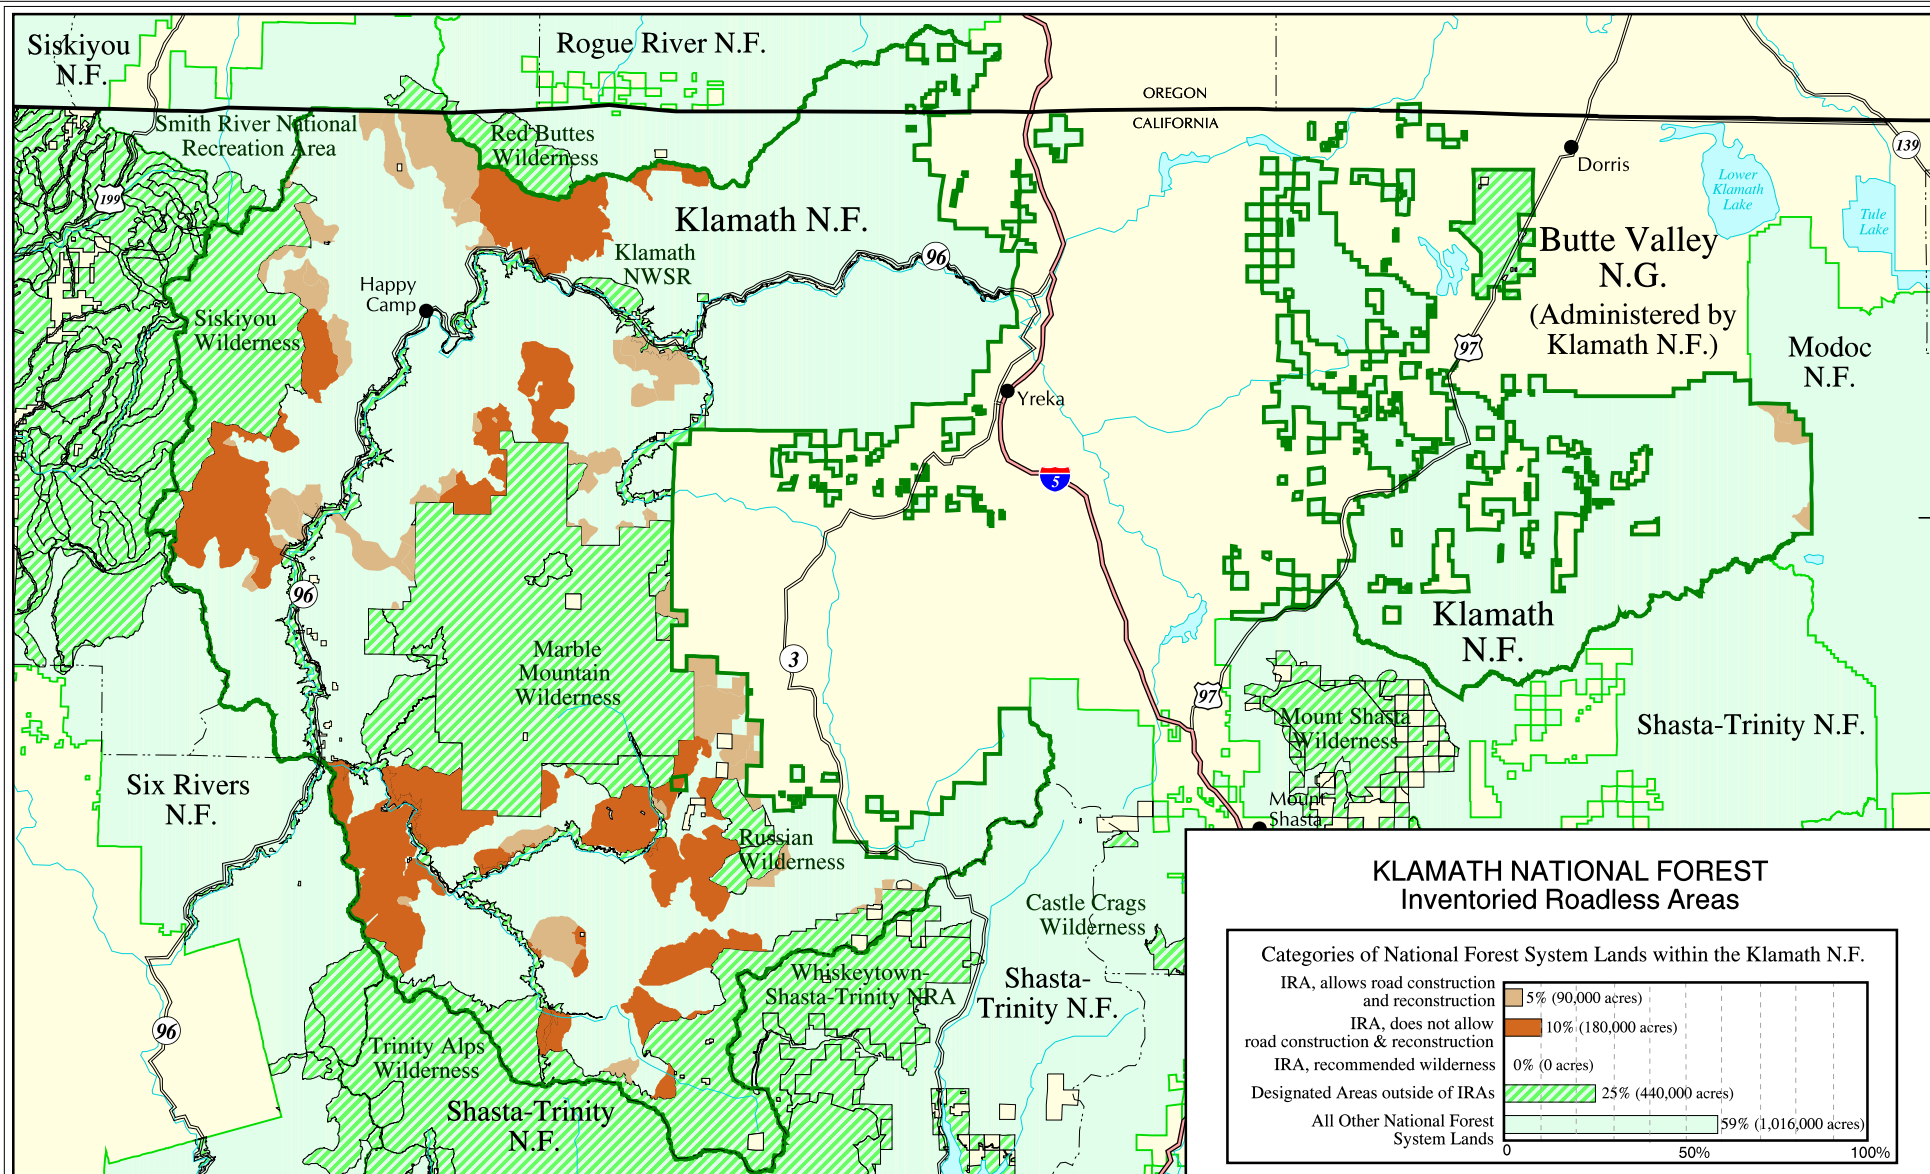 Siskiyou
N.F.
Rogue River N.F.
OREGON
CALIFORNIA
Smith River National
Recreation Area
Red Buttes
Wilderness
199
139
Dorris
Lower
Klamath
Lake
Tule
Lake
Klamath N.F.
Klamath
NWSR
96
Butte Valley
N.G.
(Administered by
Klamath N.F.)
Happy
Camp
Siskiyou
Wilderness
97
Modoc
N.F.
Yreka
5
96
Klamath
N.F.
Marble
Mountain
Wilderness
3
97
Mount Shasta
Wilderness
Shasta-Trinity N.F.
Six Rivers
N.F.
Mount
Shasta
Russian
Wilderness
Castle Crags
Wilderness
Whiskeytown-
Shasta-Trinity NRA
Shasta-
Trinity N.F.
96
Trinity Alps
Wilderness
Shasta-Trinity
N.F.
KLAMATH NATIONAL FOREST
Inventoried Roadless Areas
Categories of National Forest System Lands within the Klamath N.F.
IRA, allows road construction
and reconstruction
5% (90,000 acres)
IRA, does not allow
road construction & reconstruction
10% (180,000 acres)
IRA, recommended wilderness
0% (0 acres)
Designated Areas outside of IRAs
25% (440,000 acres)
All Other National Forest
System Lands
59% (1,016,000 acres)
0 50% 100%